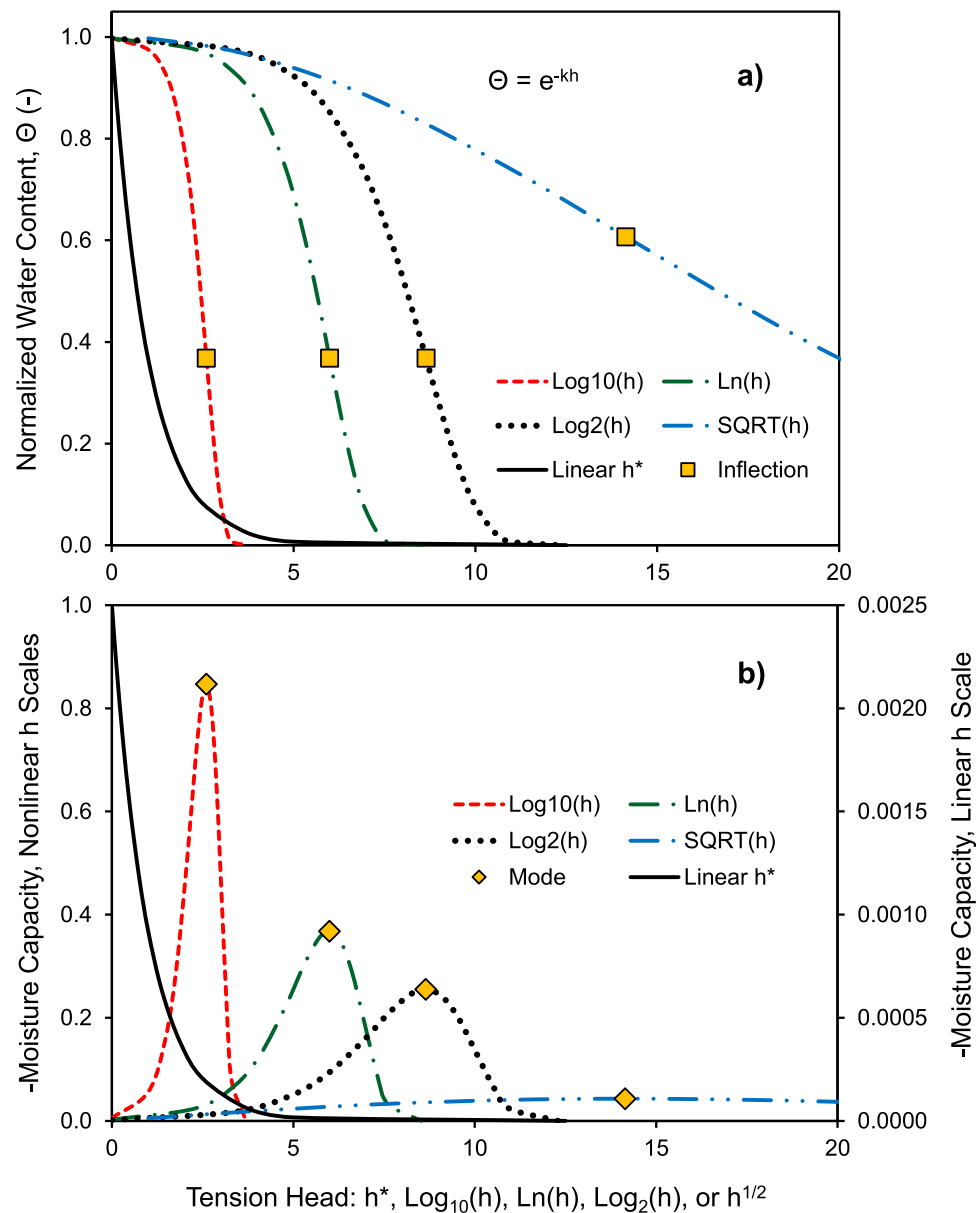 Normalized Water Content, Θ (-)
1.0
0.8
0.6
0.4
0.2
0.0
Θ = e^-kh
a)
Log10(h) Ln(h)
Log2(h) SQRT(h)
Linear h* Inflection
0 5 10 15 20
-Moisture Capacity, Nonlinear h Scales
1.0
0.8
0.6
0.4
0.2
0.0
b)
Log10(h) Ln(h)
Log2(h) SQRT(h)
Mode Linear h*
0.0025
0.0020
0.0015
0.0010
0.0005
0.0000
-Moisture Capacity, Linear h Scale
0 5 10 15 20
Tension Head: h*, Log₁₀(h), Ln(h), Log₂(h), or h^1/2